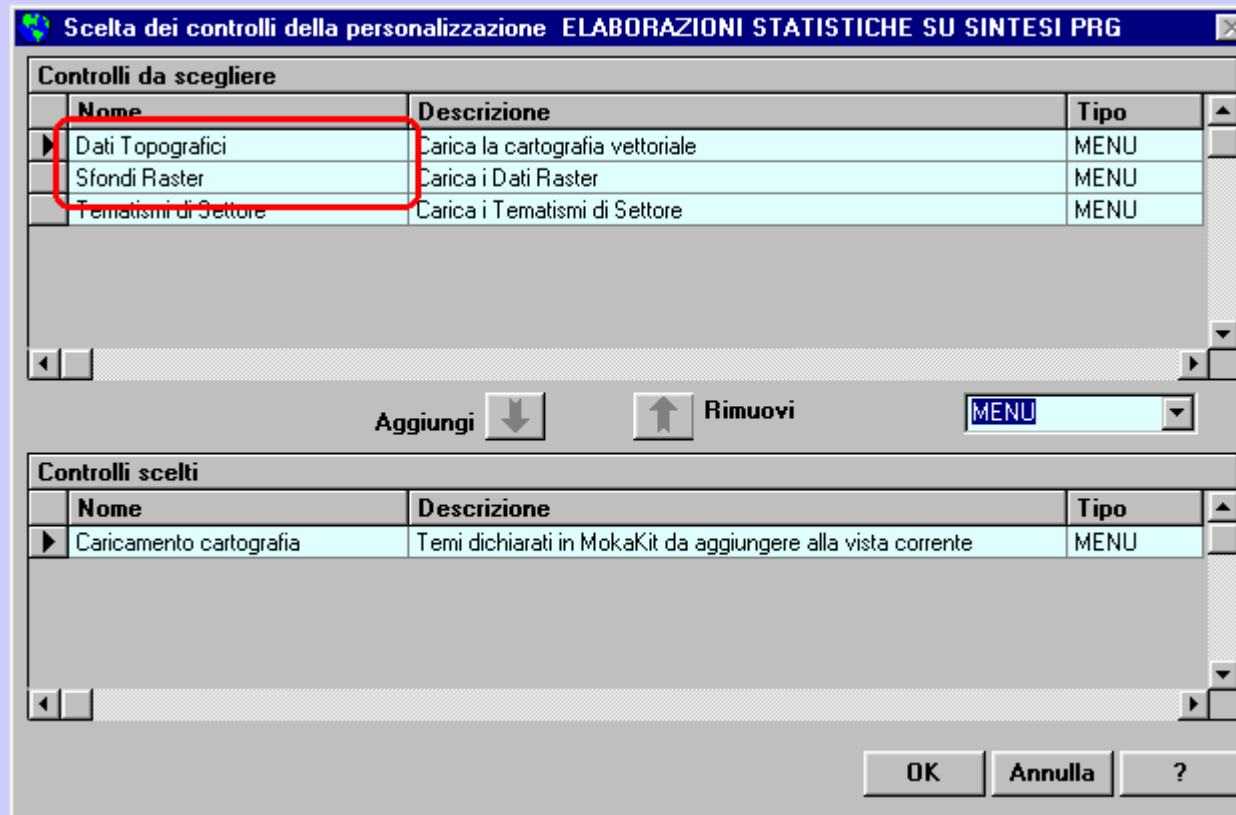 Scelta dei controlli della personalizzazione ELABORAZIONI STATISTICHE SU SINTESI PRG
Controlli da scegliere
Nome Descrizione Tipo
Dati Topografici Carica la cartografia vettoriale MENU
Sfondi Raster Carica i Dati Raster MENU
Tematismi di Settore Carica i Tematismi di Settore MENU
Aggiungi Rimuovi MENU
Controlli scelti
Nome Descrizione Tipo
Caricamento cartografia Temi dichiarati in MokaKit da aggiungere alla vista corrente MENU
OK Annulla ?